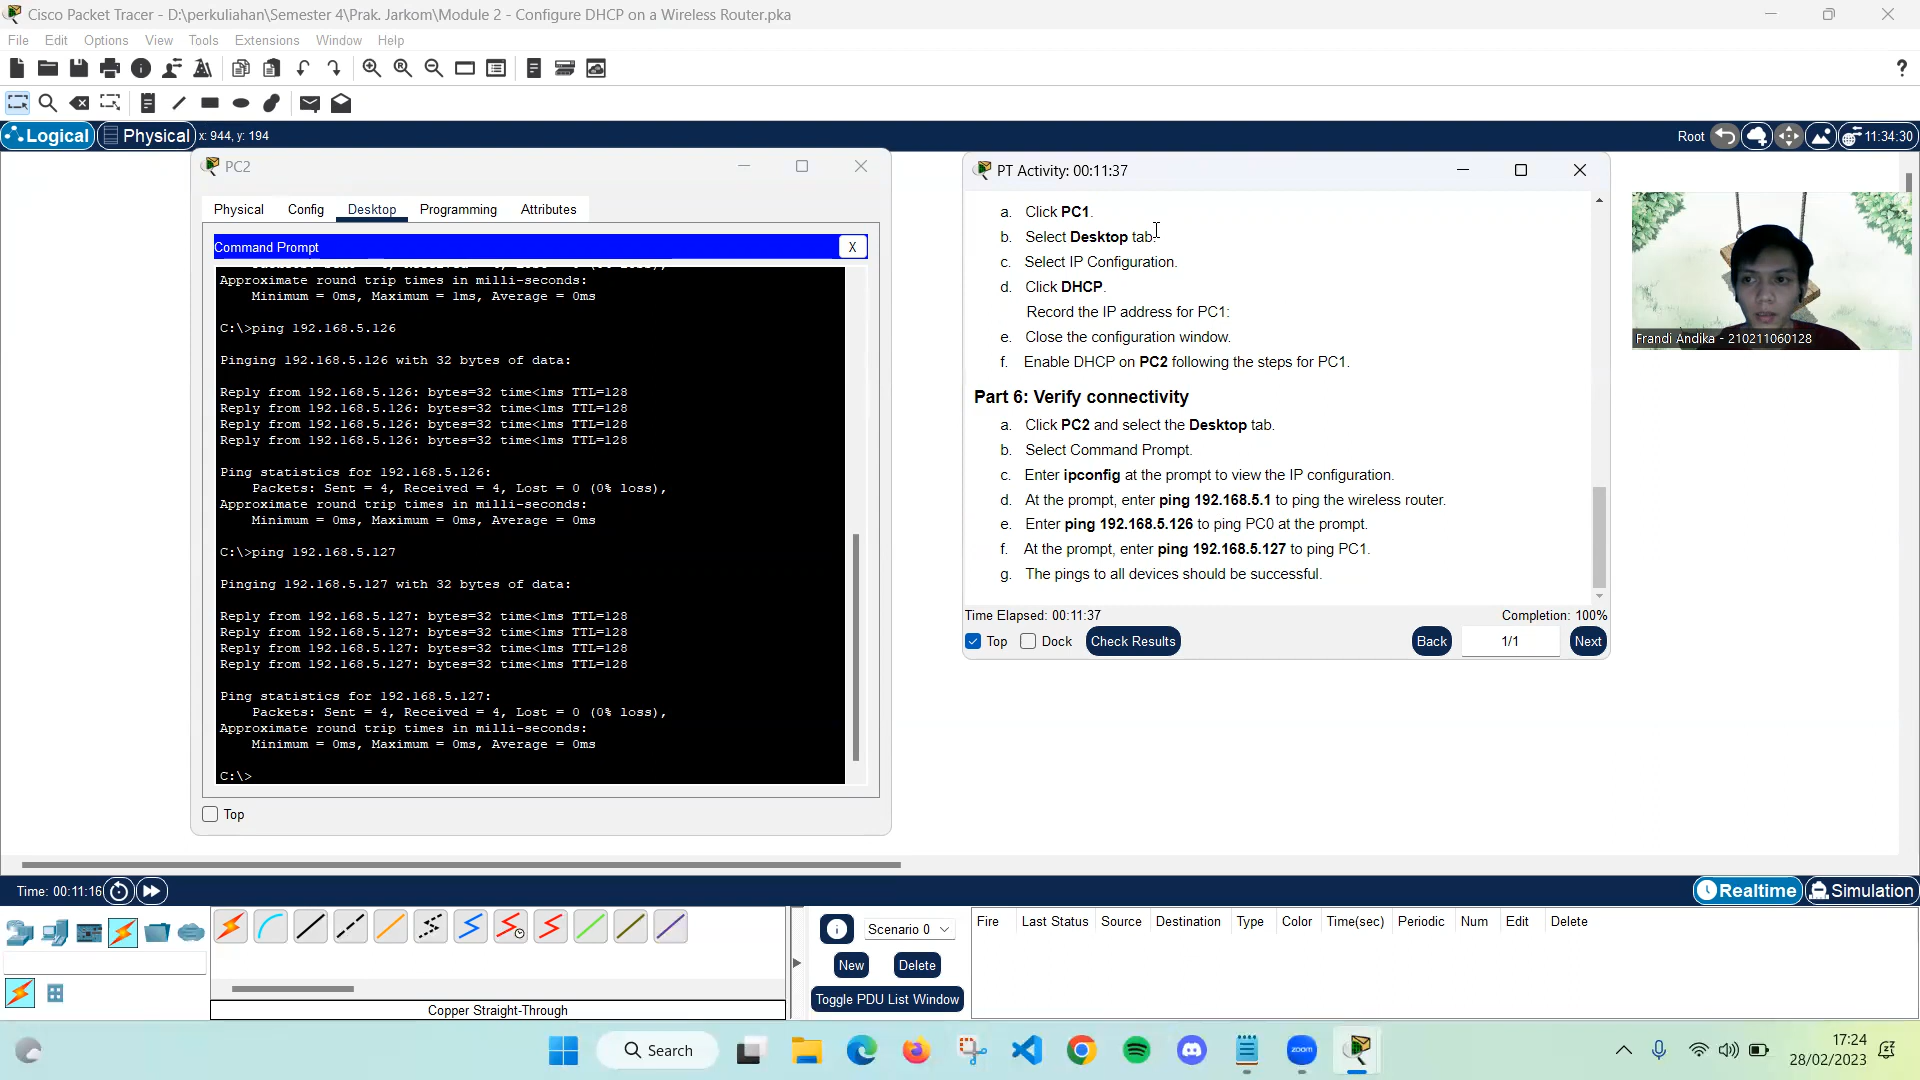 Cisco Packet Tracer - D:\perkuliahan\Semester 4\Prak. Jarkom\Module 2 - Configure DHCP on a Wireless Router.pka
File Edit Options View Tools Extensions Window Help
?
Logical Physical x: 944, y: 194 Root 11:34:30
PC2
Physical Config Desktop Programming Attributes
Command Prompt X
Approximate round trip times in milli-seconds:
Minimum = 0ms, Maximum = 1ms, Average = 0ms
C:\>ping 192.168.5.126
Pinging 192.168.5.126 with 32 bytes of data:
Reply from 192.168.5.126: bytes=32 time<1ms TTL=128
Reply from 192.168.5.126: bytes=32 time<1ms TTL=128
Reply from 192.168.5.126: bytes=32 time<1ms TTL=128
Reply from 192.168.5.126: bytes=32 time<1ms TTL=128
Ping statistics for 192.168.5.126:
Packets: Sent = 4, Received = 4, Lost = 0 (0% loss),
Approximate round trip times in milli-seconds:
Minimum = 0ms, Maximum = 0ms, Average = 0ms
C:\>ping 192.168.5.127
Pinging 192.168.5.127 with 32 bytes of data:
Reply from 192.168.5.127: bytes=32 time<1ms TTL=128
Reply from 192.168.5.127: bytes=32 time<1ms TTL=128
Reply from 192.168.5.127: bytes=32 time<1ms TTL=128
Reply from 192.168.5.127: bytes=32 time<1ms TTL=128
Ping statistics for 192.168.5.127:
Packets: Sent = 4, Received = 4, Lost = 0 (0% loss),
Approximate round trip times in milli-seconds:
Minimum = 0ms, Maximum = 0ms, Average = 0ms
C:\>
Top
PT Activity: 00:11:37
a. Click PC1.
b. Select Desktop tab.
c. Select IP Configuration.
d. Click DHCP.
Record the IP address for PC1:
e. Close the configuration window.
f. Enable DHCP on PC2 following the steps for PC1.
Part 6: Verify connectivity
a. Click PC2 and select the Desktop tab.
b. Select Command Prompt.
c. Enter ipconfig at the prompt to view the IP configuration.
d. At the prompt, enter ping 192.168.5.1 to ping the wireless router.
e. Enter ping 192.168.5.126 to ping PC0 at the prompt.
f. At the prompt, enter ping 192.168.5.127 to ping PC1.
g. The pings to all devices should be successful.
Time Elapsed: 00:11:37 Completion: 100%
Top Dock Check Results Back 1/1 Next
Frandi Andika - 210211060128
Time: 00:11:16 Realtime Simulation
Scenario 0
New Delete
Toggle PDU List Window
Fire Last Status Source Destination Type Color Time(sec) Periodic Num Edit Delete
Copper Straight-Through
Search
zoom
17:24
28/02/2023